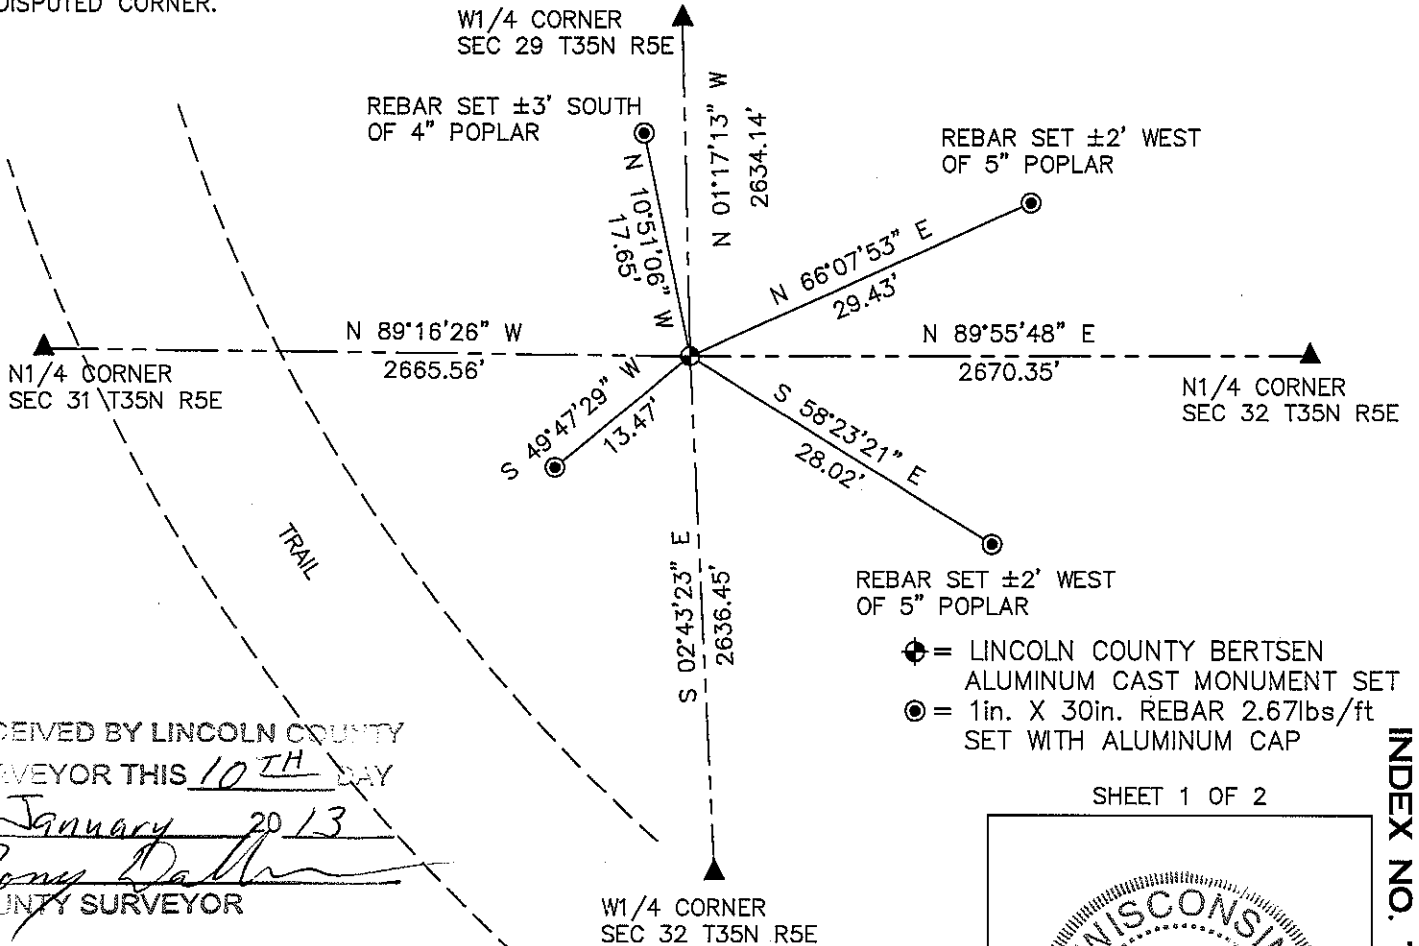 DISPUTED CORNER.
W1/4 CORNER
SEC 29 T35N R5E
REBAR SET ±3' SOUTH
OF 4" POPLAR
N 01°17'13" W
2634.14'
REBAR SET ±2' WEST
OF 5" POPLAR
N 10°51'06" W
17.65'
N 66°07'53" E
29.43'
N 89°16'26" W
2665.56'
N 89°55'48" E
2670.35'
N1/4 CORNER
SEC 31 T35N R5E
N1/4 CORNER
SEC 32 T35N R5E
S 49°47'29" W
13.47'
S 58°23'21" E
28.02'
TRAIL
S 02°43'23" E
2636.45'
REBAR SET ±2' WEST
OF 5" POPLAR
= LINCOLN COUNTY BERTSEN
ALUMINUM CAST MONUMENT SET
= 1in. X 30in. REBAR 2.67lbs/ft
SET WITH ALUMINUM CAP
CEIVED BY LINCOLN COUNTY
VEYOR THIS 10TH DAY
January 20 13
UNTY SURVEYOR
W1/4 CORNER
SEC 32 T35N R5E
SHEET 1 OF 2
INDEX NO.
WISCONSIN